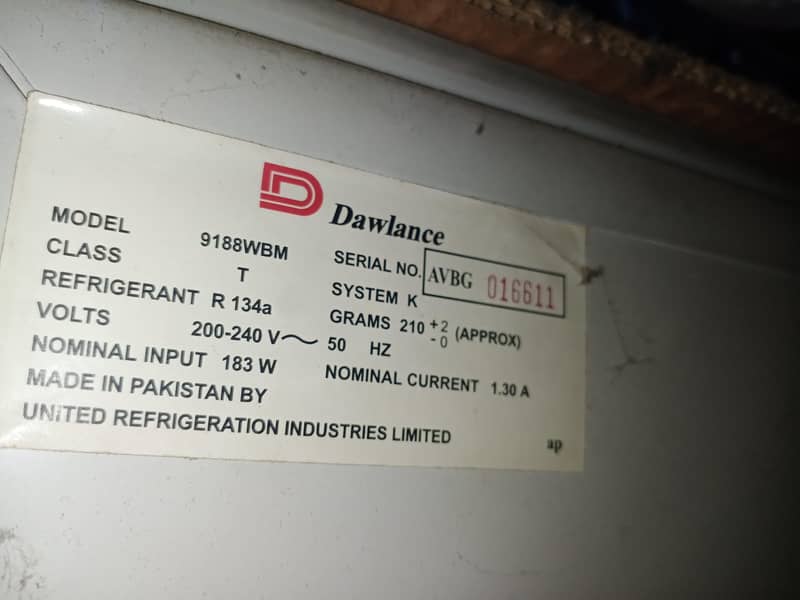 Dawlance
MODEL 9188WBM SERIAL NO. AVBG 016611
CLASS T SYSTEM K
REFRIGERANT R 134a GRAMS 210 +2 -0 (APPROX)
VOLTS 200-240 V~ 50 HZ
NOMINAL INPUT 183 W NOMINAL CURRENT 1.30 A
MADE IN PAKISTAN BY
UNITED REFRIGERATION INDUSTRIES LIMITED ap